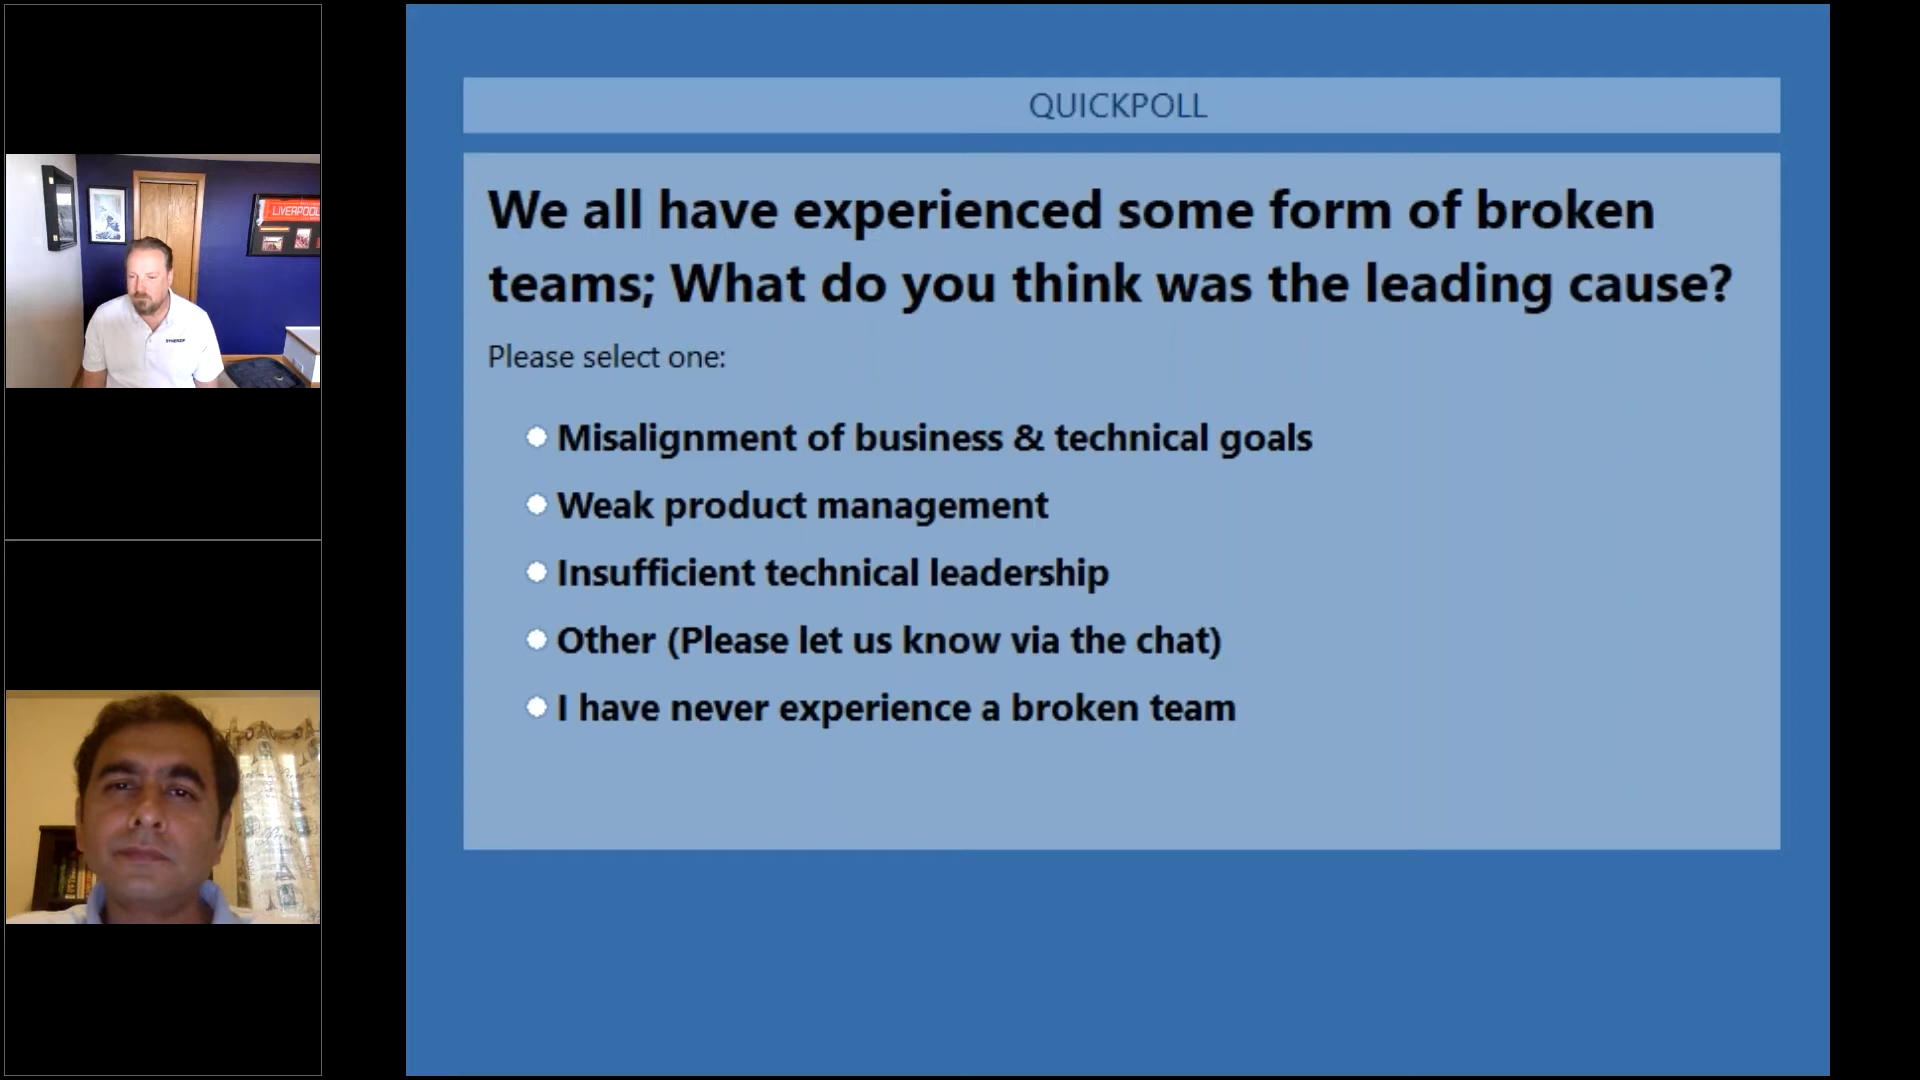 LIVERPOOL
SYNERZIP
QUICKPOLL
We all have experienced some form of broken
teams; What do you think was the leading cause?
Please select one:
Misalignment of business & technical goals
Weak product management
Insufficient technical leadership
Other (Please let us know via the chat)
I have never experience a broken team